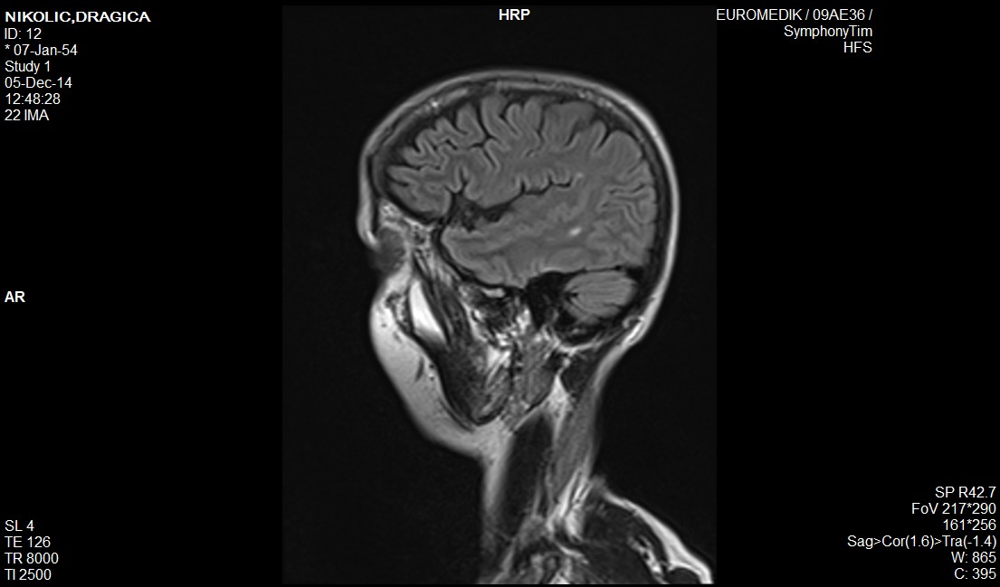 NIKOLIC,DRAGICA
ID: 12
* 07-Jan-54
Study 1
05-Dec-14
12:48:28
22 IMA
HRP
EUROMEDIK / 09AE36 /
SymphonyTim
HFS
AR
SL 4
TE 126
TR 8000
TI 2500
SP R42.7
FoV 217*290
161*256
Sag>Cor(1.6)>Tra(-1.4)
W: 865
C: 395